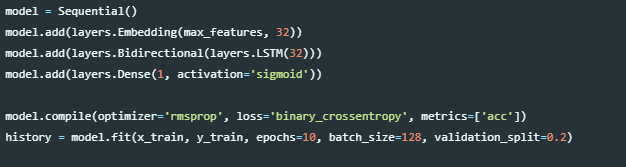 model = Sequential()
model.add(layers.Embedding(max_features, 32))
model.add(layers.Bidirectional(layers.LSTM(32)))
model.add(layers.Dense(1, activation='sigmoid'))
model.compile(optimizer='rmsprop', loss='binary_crossentropy', metrics=['acc'])
history = model.fit(x_train, y_train, epochs=10, batch_size=128, validation_split=0.2)